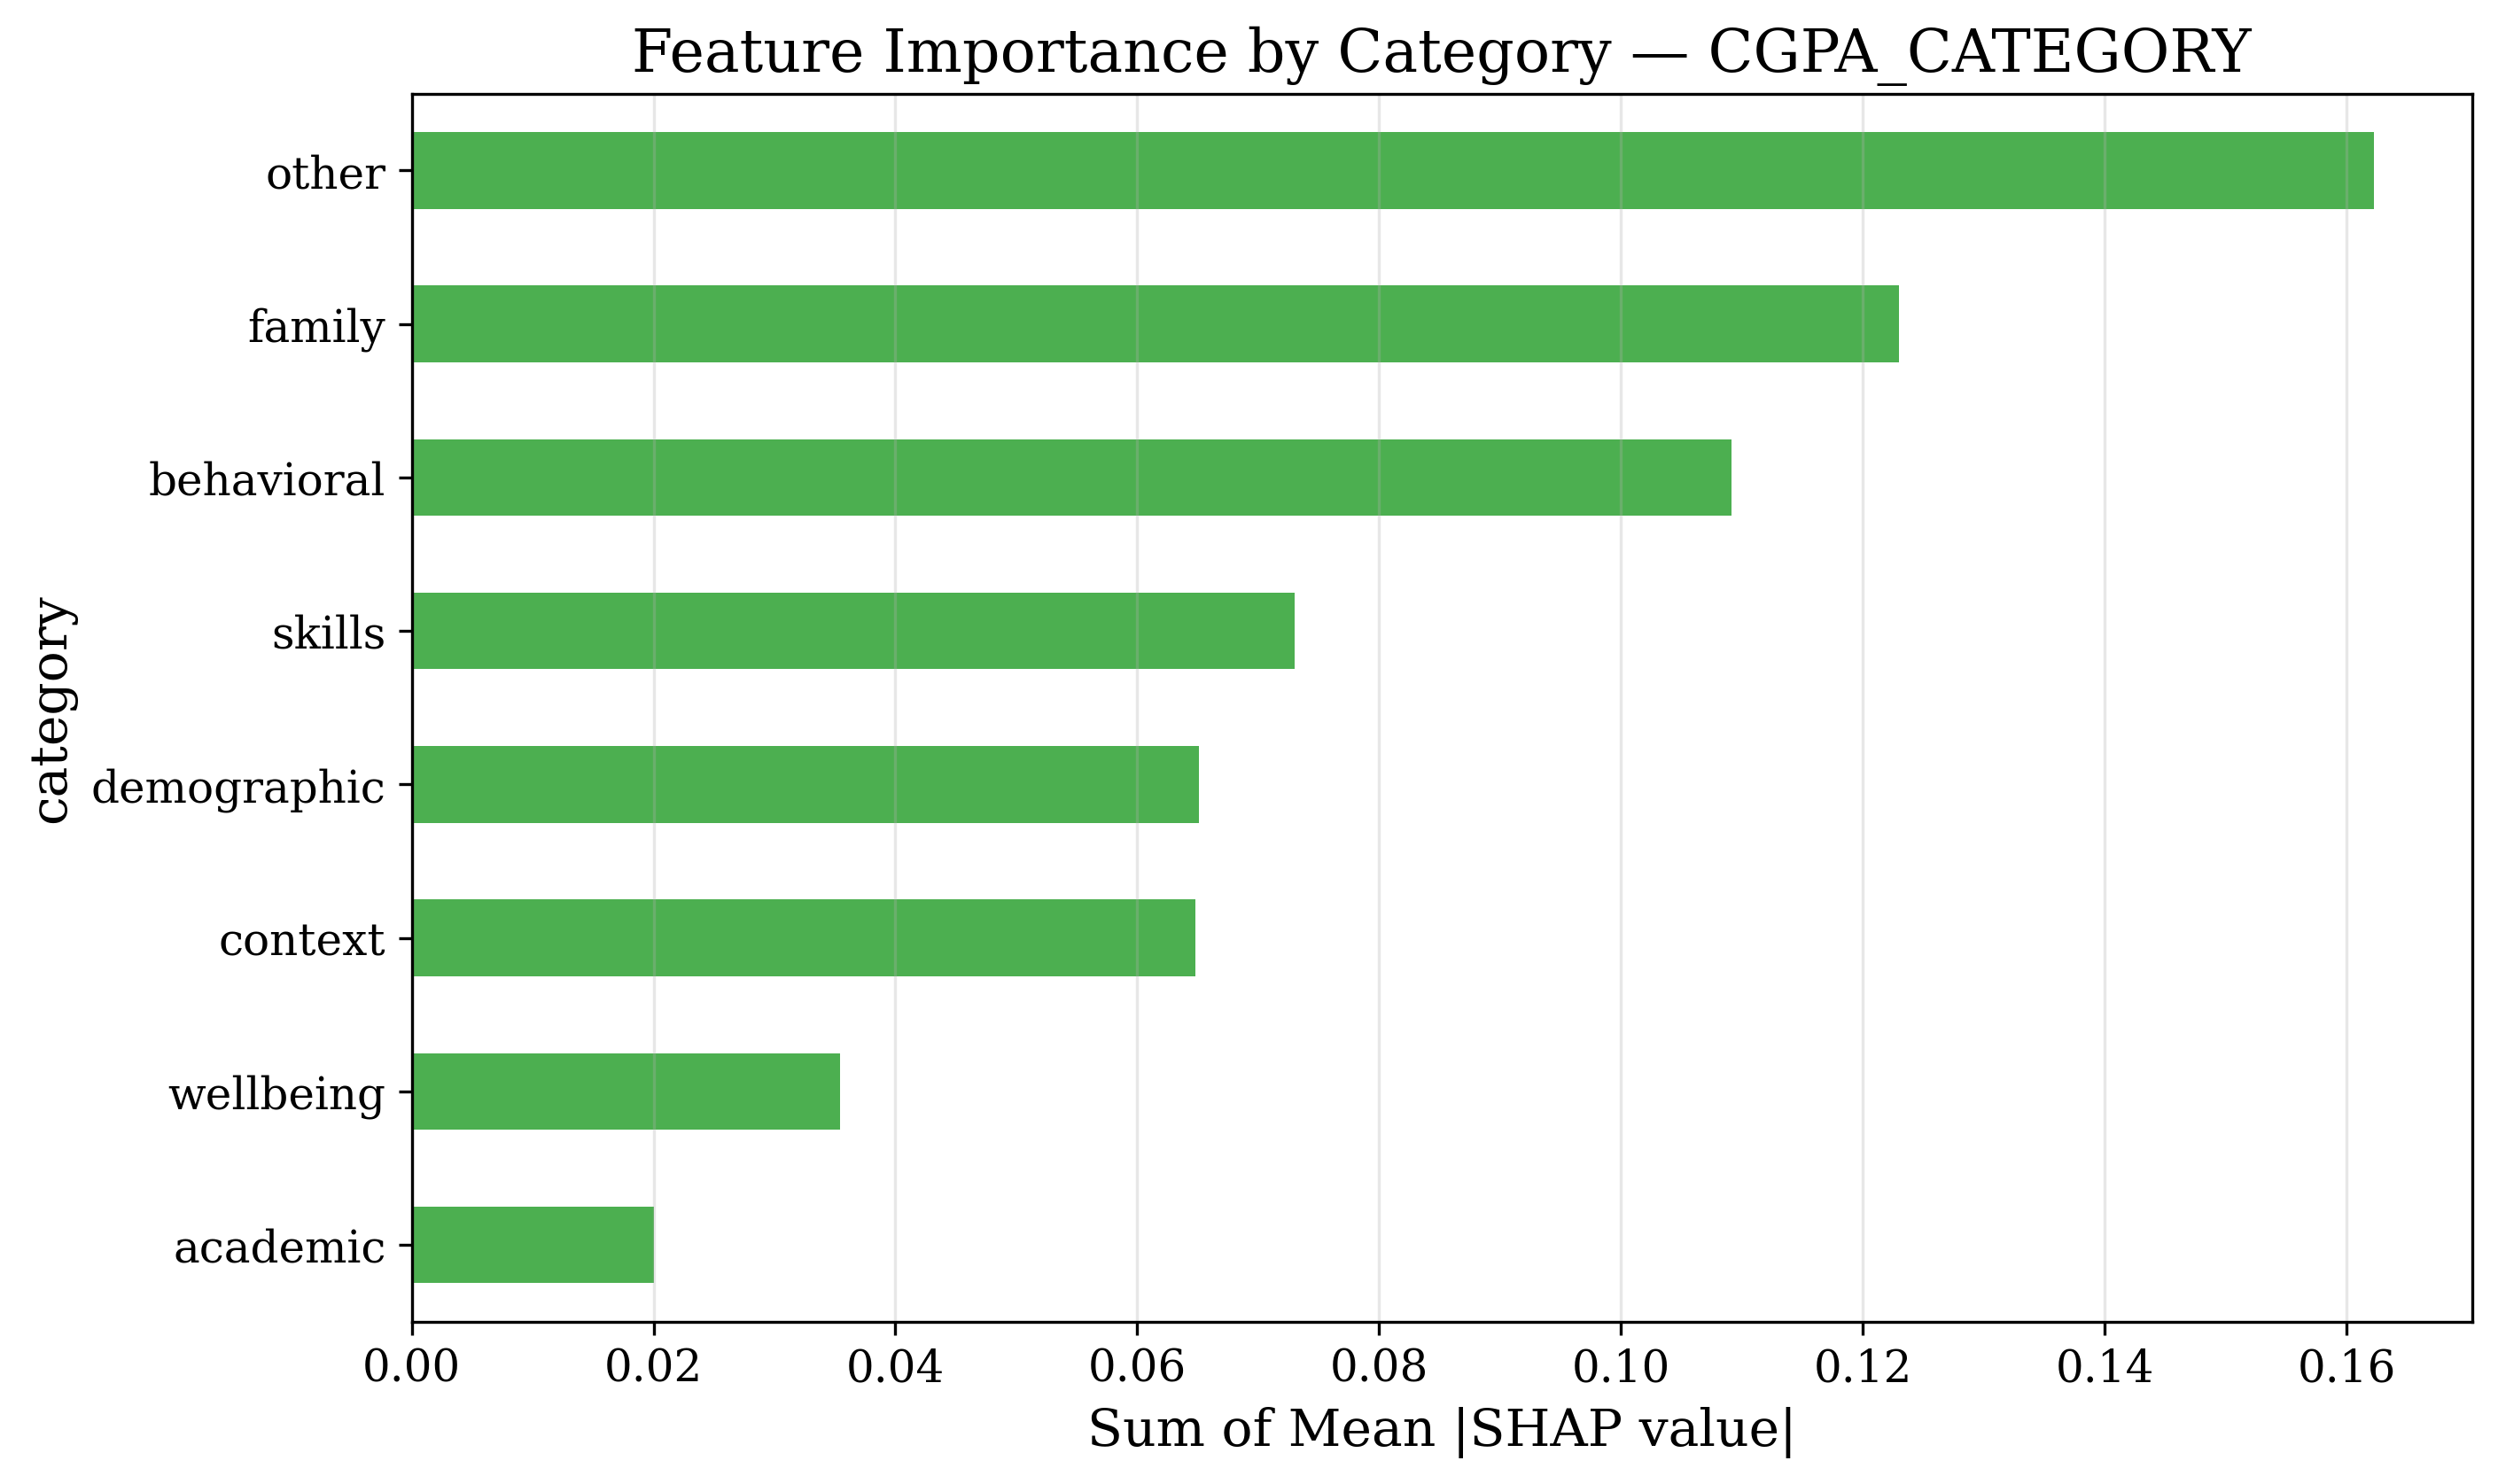 Feature Importance by Category — CGPA_CATEGORY
category
other
family
behavioral
skills
demographic
context
wellbeing
academic
0.00 0.02 0.04 0.06 0.08 0.10 0.12 0.14 0.16
Sum of Mean |SHAP value|